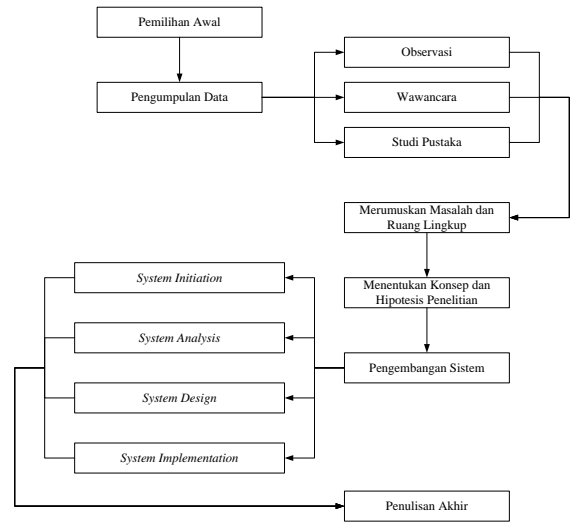 Pemilihan Awal
Pengumpulan Data
Observasi
Wawancara
Studi Pustaka
Merumuskan Masalah dan
Ruang Lingkup
Menentukan Konsep dan
Hipotesis Penelitian
Pengembangan Sistem
System Initiation
System Analysis
System Design
System Implementation
Penulisan Akhir